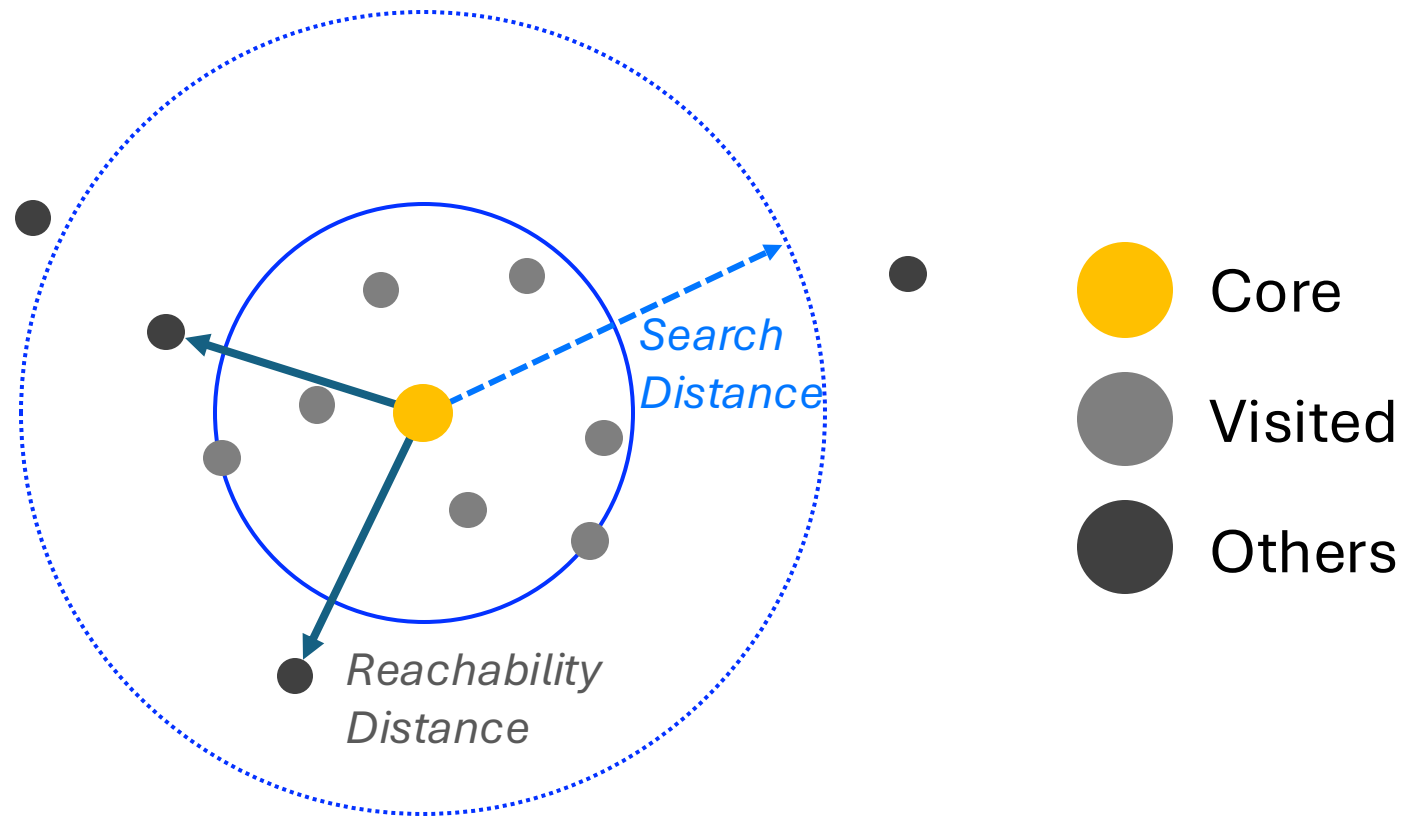 Search
Distance
Reachability
Distance
Core
Visited
Others